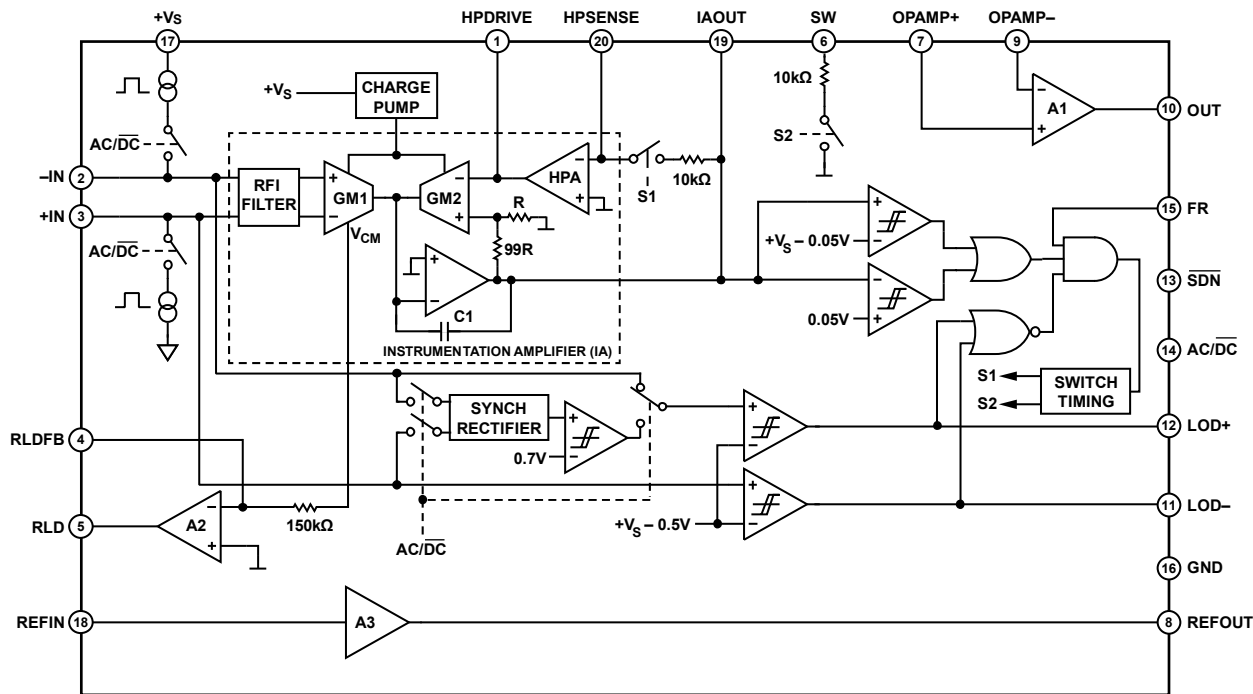 +VS
HPDRIVE
HPSENSE
IAOUT
SW
OPAMP+
OPAMP–
17
1
20
19
6
7
9
+VS
CHARGE
PUMP
10kΩ
A1
10
OUT
AC/DC
S2
–IN
2
RFI
FILTER
+
–
GM1
GM2
–
+
HPA
–
+
S1
10kΩ
–
+
+IN
3
VCM
R
99R
AC/DC
+
–
C1
INSTRUMENTATION AMPLIFIER (IA)
+
–
+VS – 0.05V
–
+
0.05V
15
FR
13
SDN
14
AC/DC
S1
S2
SWITCH
TIMING
SYNCH
RECTIFIER
+
–
0.7V
+
–
12
LOD+
RLDFB
4
RLD
5
A2
–
+
150kΩ
AC/DC
+
–
+VS – 0.5V
11
LOD–
16
GND
REFIN
18
A3
8
REFOUT